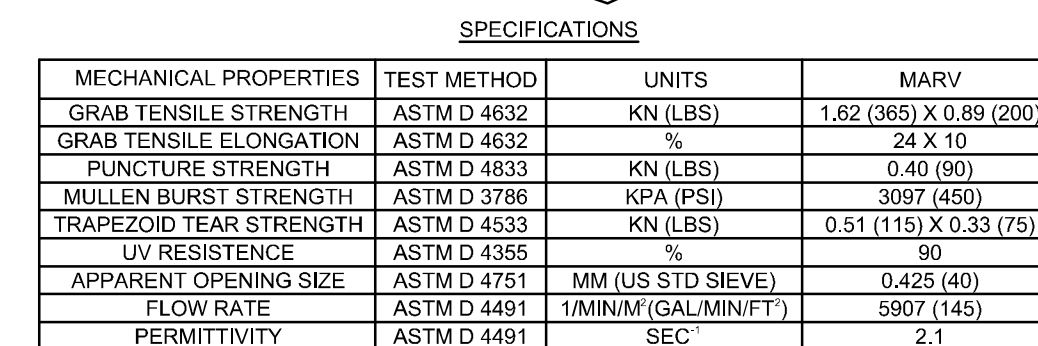 SPECIFICATIONS
MECHANICAL PROPERTIES TEST METHOD UNITS MARV
GRAB TENSILE STRENGTH ASTM D 4632 KN (LBS) 1.62 (365) X 0.89 (200)
GRAB TENSILE ELONGATION ASTM D 4632 % 24 X 10
PUNCTURE STRENGTH ASTM D 4833 KN (LBS) 0.40 (90)
MULLEN BURST STRENGTH ASTM D 3786 KPA (PSI) 3097 (450)
TRAPEZOID TEAR STRENGTH ASTM D 4533 KN (LBS) 0.51 (115) X 0.33 (75)
UV RESISTENCE ASTM D 4355 % 90
APPARENT OPENING SIZE ASTM D 4751 MM (US STD SIEVE) 0.425 (40)
FLOW RATE ASTM D 4491 1/MIN/M²(GAL/MIN/FT²) 5907 (145)
PERMITTIVITY ASTM D 4491 SEC⁻¹ 2.1